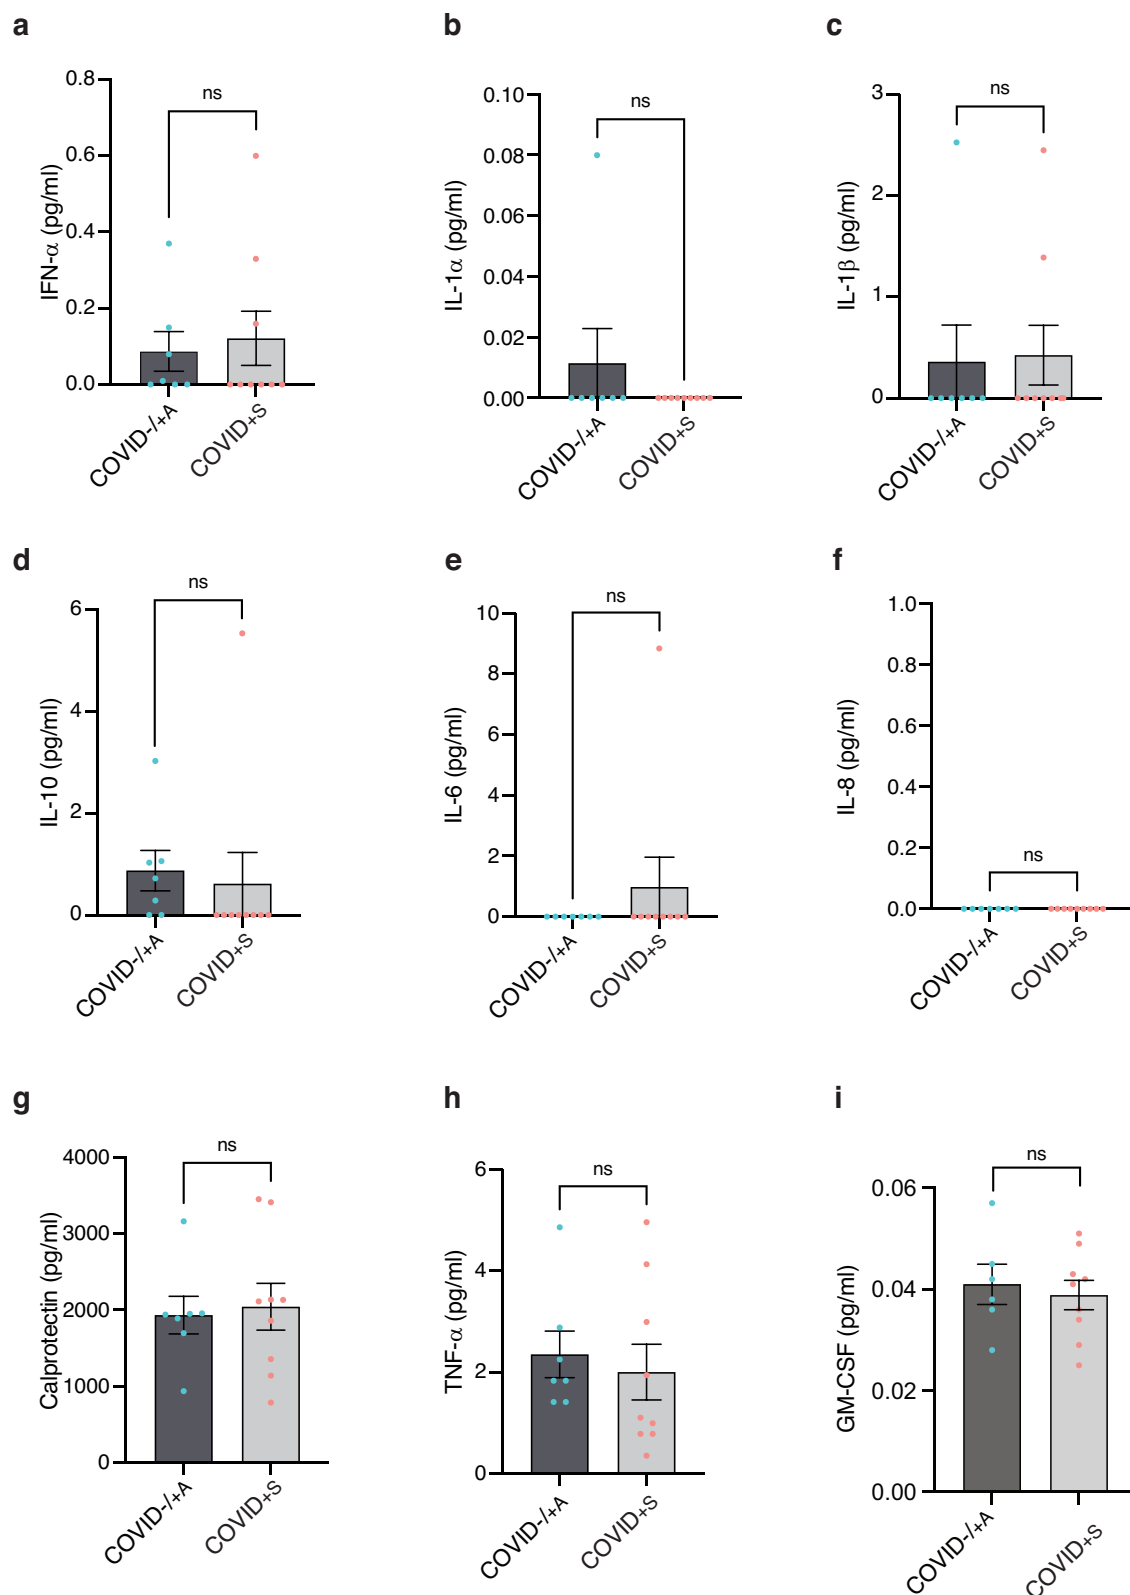 a
IFN-α (pg/ml)
0.8
0.6
0.4
0.2
0.0
ns
COVID-/+A
COVID+S
b
IL-1α (pg/ml)
0.10
0.08
0.06
0.04
0.02
0.00
ns
COVID-/+A
COVID+S
c
IL-1β (pg/ml)
3
2
1
0
ns
COVID-/+A
COVID+S
d
IL-10 (pg/ml)
6
4
2
0
ns
COVID-/+A
COVID+S
e
IL-6 (pg/ml)
10
8
6
4
2
0
ns
COVID-/+A
COVID+S
f
IL-8 (pg/ml)
1.0
0.8
0.6
0.4
0.2
0.0
ns
COVID-/+A
COVID+S
g
Calprotectin (pg/ml)
4000
3000
2000
1000
0
ns
COVID-/+A
COVID+S
h
TNF-α (pg/ml)
6
4
2
0
ns
COVID-/+A
COVID+S
i
GM-CSF (pg/ml)
0.06
0.04
0.02
0.00
ns
COVID-/+A
COVID+S